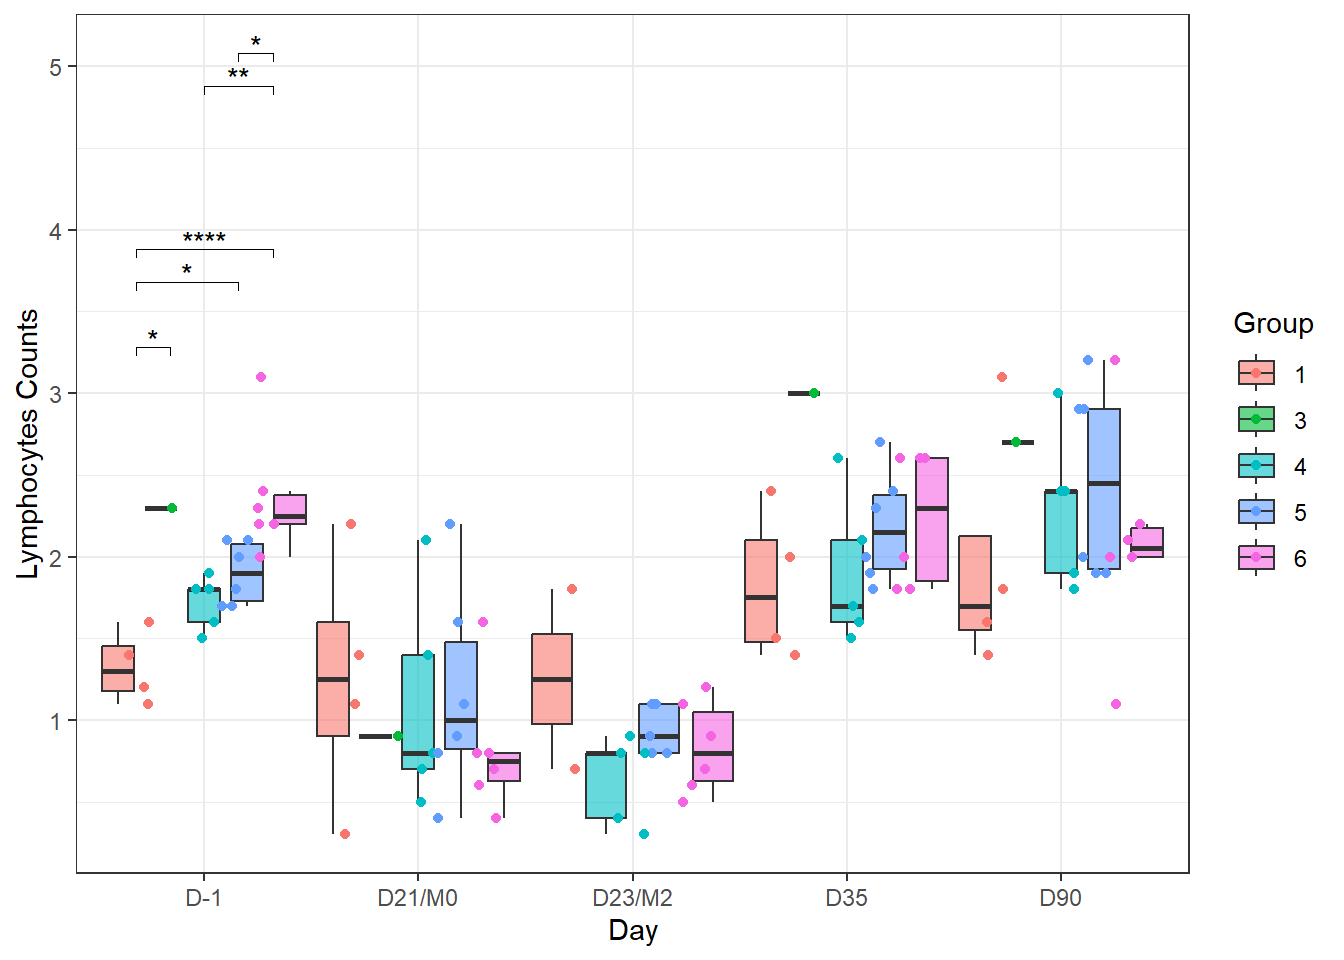 *
**
****
*
*
5
4
3
2
1
Lymphocytes Counts
D-1
D21/M0
D23/M2
D35
D90
Day
Group
1
3
4
5
6